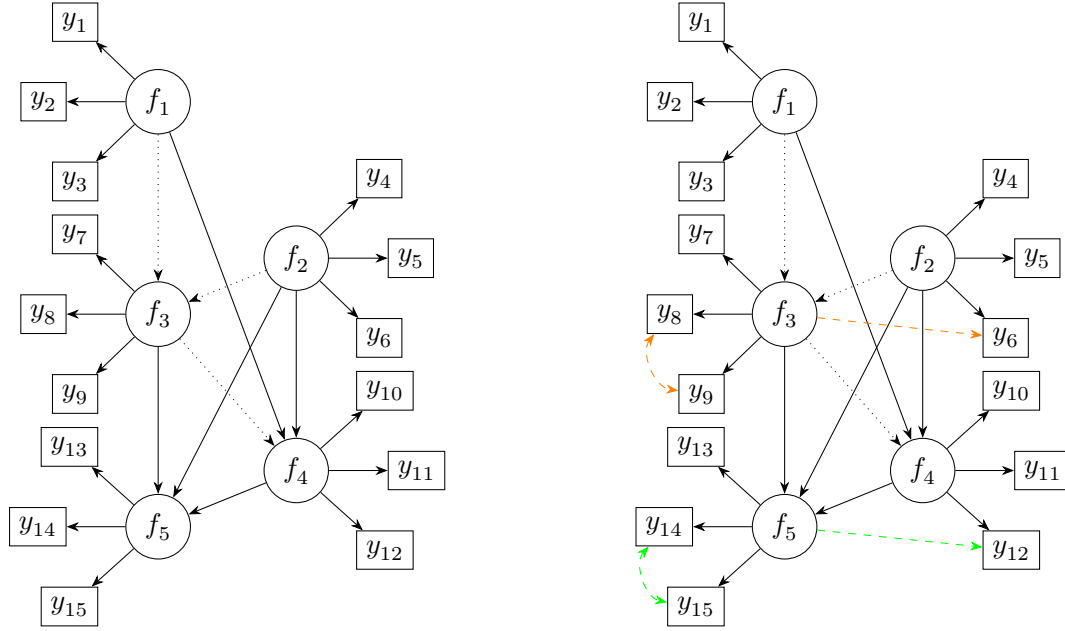 y₁
y₂
f₁
y₃
y₄
y₇
f₂
y₅
y₈
f₃
y₆
y₉
y₁₀
y₁₃
f₄
y₁₁
y₁₄
f₅
y₁₂
y₁₅
y₁
y₂
f₁
y₃
y₄
y₇
f₂
y₅
y₈
f₃
y₆
y₉
y₁₀
y₁₃
f₄
y₁₁
y₁₄
f₅
y₁₂
y₁₅